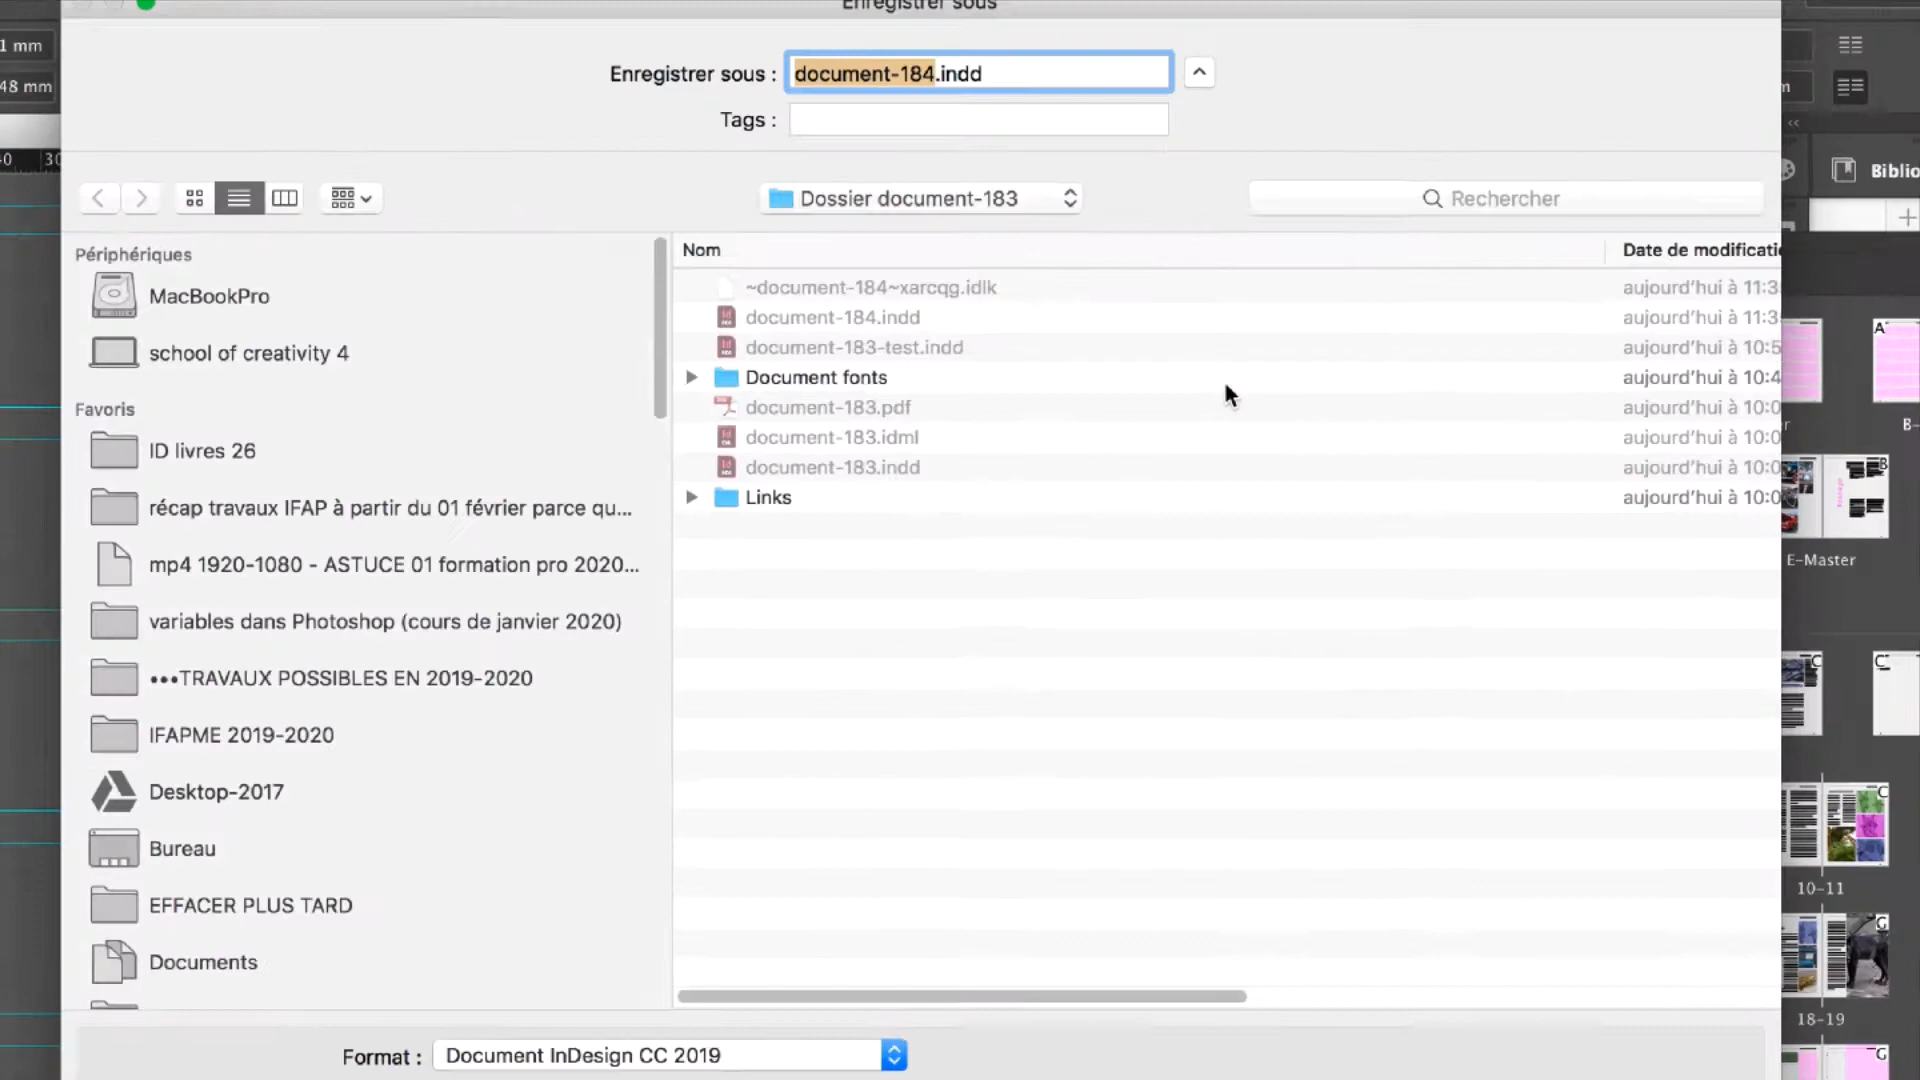 Enregistrer sous
1 mm
48 mm
Enregistrer sous : document-184.indd
Tags :
Dossier document-183
Rechercher
Biblio
Périphériques
MacBookPro
school of creativity 4
Favoris
ID livres 26
récap travaux IFAP à partir du 01 février parce qu...
mp4 1920-1080 - ASTUCE 01 formation pro 2020...
variables dans Photoshop (cours de janvier 2020)
•••TRAVAUX POSSIBLES EN 2019-2020
IFAPME 2019-2020
Desktop-2017
Bureau
EFFACER PLUS TARD
Documents
Nom Date de modificati
~document-184~xarcqg.idlk aujourd'hui à 11:3
document-184.indd aujourd'hui à 11:3
document-183-test.indd aujourd'hui à 10:5
Document fonts aujourd'hui à 10:4
document-183.pdf aujourd'hui à 10:0
document-183.idml aujourd'hui à 10:0
document-183.indd aujourd'hui à 10:0
Links aujourd'hui à 10:0
A
B-
B
E-Master
C
C
C
10-11
G
18-19
G
Format : Document InDesign CC 2019